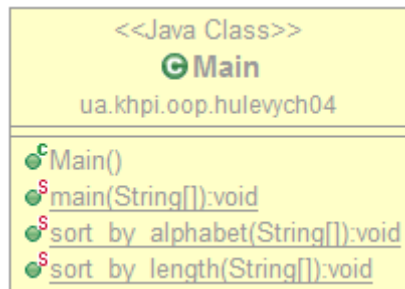 <<Java Class>>
Main
ua.khpi.oop.hulevych04
Main()
main(String[]):void
sort_by_alphabet(String[]):void
sort_by_length(String[]):void